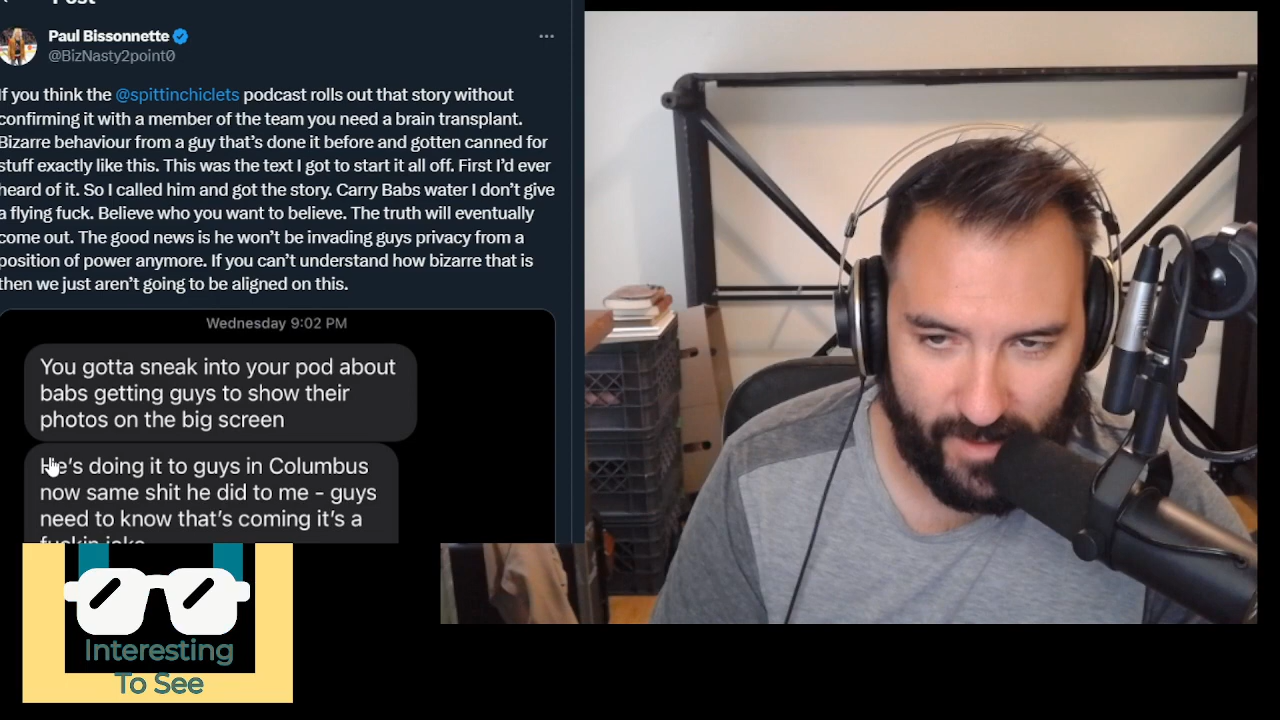 Post
Paul Bissonnette
@BizNasty2point0
If you think the @spittinchiclets podcast rolls out that story without
confirming it with a member of the team you need a brain transplant.
Bizarre behaviour from a guy that's done it before and gotten canned for
stuff exactly like this. This was the text I got to start it all off. First I'd ever
heard of it. So I called him and got the story. Carry Babs water I don't give
a flying fuck. Believe who you want to believe. The truth will eventually
come out. The good news is he won't be invading guys privacy from a
position of power anymore. If you can't understand how bizarre that is
then we just aren't going to be aligned on this.
Wednesday 9:02 PM
You gotta sneak into your pod about
babs getting guys to show their
photos on the big screen
He's doing it to guys in Columbus
now same shit he did to me - guys
need to know that's coming it's a
fuckin joke
Interesting
To See